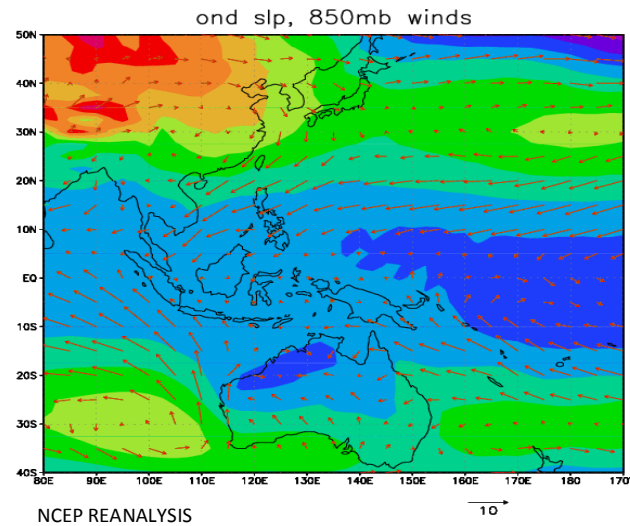 ond slp, 850mb winds
50N
40N
30N
20N
10N
EQ
10S
20S
30S
40S
80E 90E 100E 110E 120E 130E 140E 150E 160E 170E 180 170
10
NCEP REANALYSIS